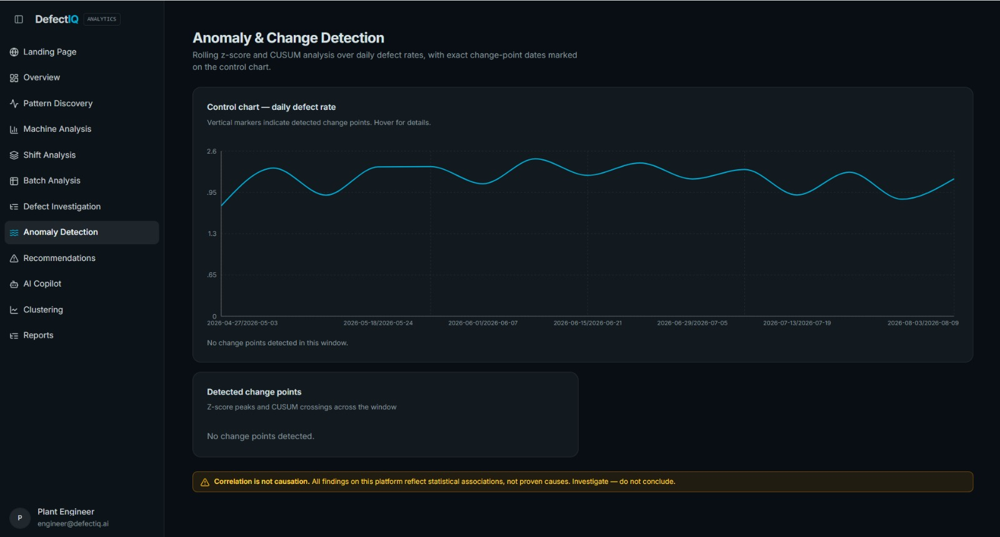 DefectIQ ANALYTICS
Landing Page
Overview
Pattern Discovery
Machine Analysis
Shift Analysis
Batch Analysis
Defect Investigation
Anomaly Detection
Recommendations
AI Copilot
Clustering
Reports
P
Plant Engineer
engineer@defectiq.ai
Anomaly & Change Detection
Rolling z-score and CUSUM analysis over daily defect rates, with exact change-point dates marked
on the control chart.
Control chart — daily defect rate
Vertical markers indicate detected change points. Hover for details.
2.6
.95
1.3
.65
0
2026-04-27/2026-05-03 2026-05-18/2026-05-24 2026-06-01/2026-06-07 2026-06-15/2026-06-21 2026-06-29/2026-07-05 2026-07-13/2026-07-19 2026-08-03/2026-08-09
No change points detected in this window.
Detected change points
Z-score peaks and CUSUM crossings across the window
No change points detected.
Correlation is not causation. All findings on this platform reflect statistical associations, not proven causes. Investigate — do not conclude.